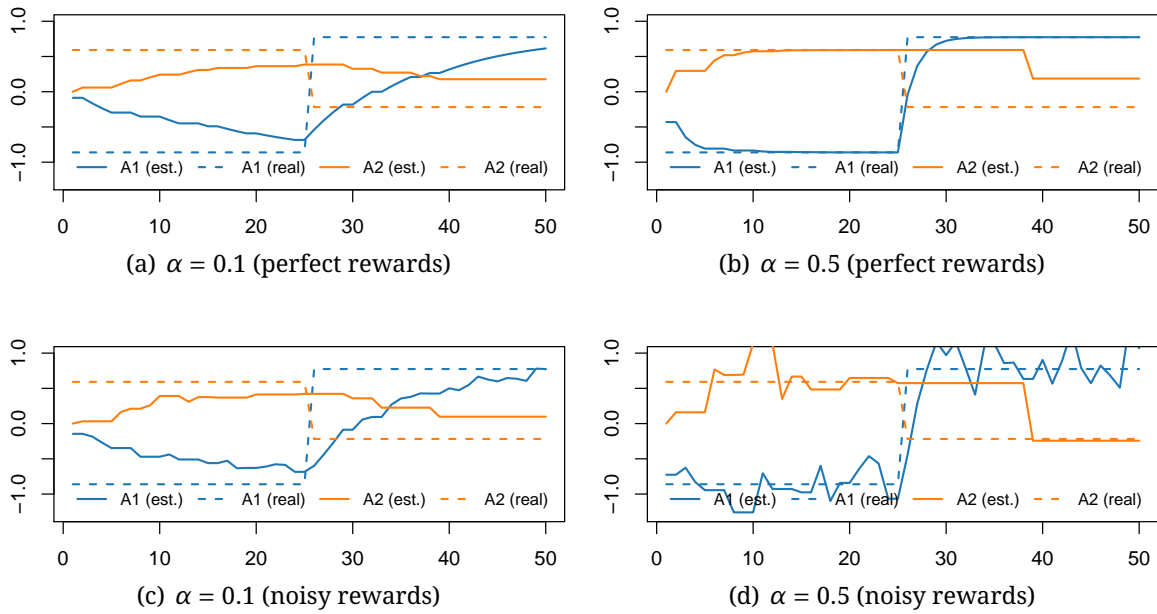 1.0
0.0
−1.0
A1 (est.) A1 (real) A2 (est.) A2 (real)
0 10 20 30 40 50
(a) α = 0.1 (perfect rewards)
1.0
0.0
−1.0
A1 (est.) A1 (real) A2 (est.) A2 (real)
0 10 20 30 40 50
(b) α = 0.5 (perfect rewards)
1.0
0.0
−1.0
A1 (est.) A1 (real) A2 (est.) A2 (real)
0 10 20 30 40 50
(c) α = 0.1 (noisy rewards)
1.0
0.0
−1.0
A1 (est.) A1 (real) A2 (est.) A2 (real)
0 10 20 30 40 50
(d) α = 0.5 (noisy rewards)